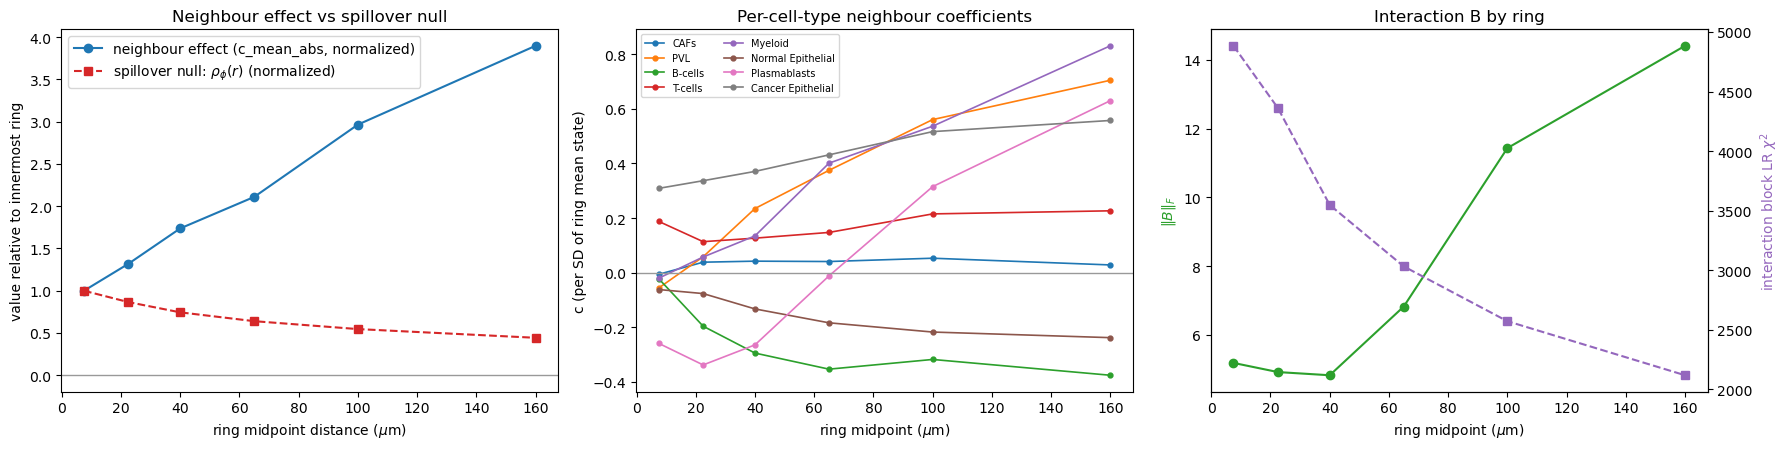 Neighbour effect vs spillover null
neighbour effect (c_mean_abs, normalized)
spillover null: ρ_ϕ(r) (normalized)
value relative to innermost ring
4.0
3.5
3.0
2.5
2.0
1.5
1.0
0.5
0.0
0 20 40 60 80 100 120 140 160
ring midpoint distance (μm)
Per-cell-type neighbour coefficients
CAFs
PVL
B-cells
T-cells
Myeloid
Normal Epithelial
Plasmablasts
Cancer Epithelial
c (per SD of ring mean state)
0.8
0.6
0.4
0.2
0.0
−0.2
−0.4
0 20 40 60 80 100 120 140 160
ring midpoint (μm)
Interaction B by ring
‖B‖_F
14
12
10
8
6
0 20 40 60 80 100 120 140 160
ring midpoint (μm)
5000
4500
4000
3500
3000
2500
2000
interaction block LR χ²